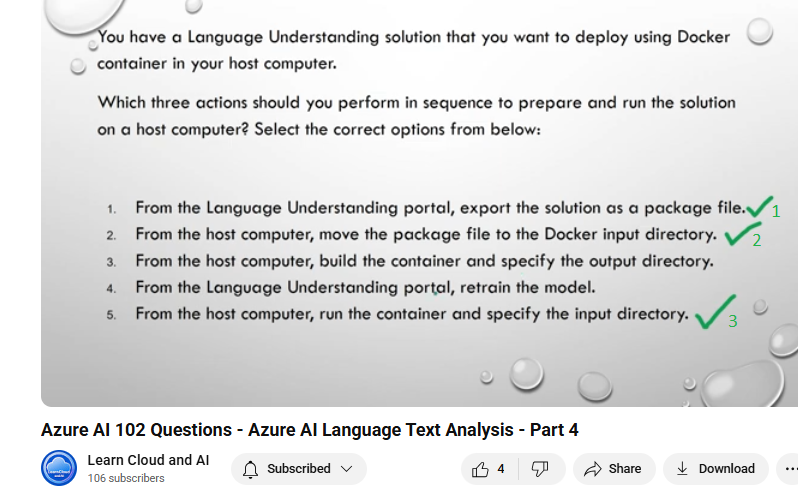 You have a Language Understanding solution that you want to deploy using Docker
container in your host computer.
Which three actions should you perform in sequence to prepare and run the solution
on a host computer? Select the correct options from below:
1. From the Language Understanding portal, export the solution as a package file. 1
2. From the host computer, move the package file to the Docker input directory. 2
3. From the host computer, build the container and specify the output directory.
4. From the Language Understanding portal, retrain the model.
5. From the host computer, run the container and specify the input directory. 3
Azure AI 102 Questions - Azure AI Language Text Analysis - Part 4
Learn Cloud and AI
106 subscribers
Subscribed
4
Share
Download